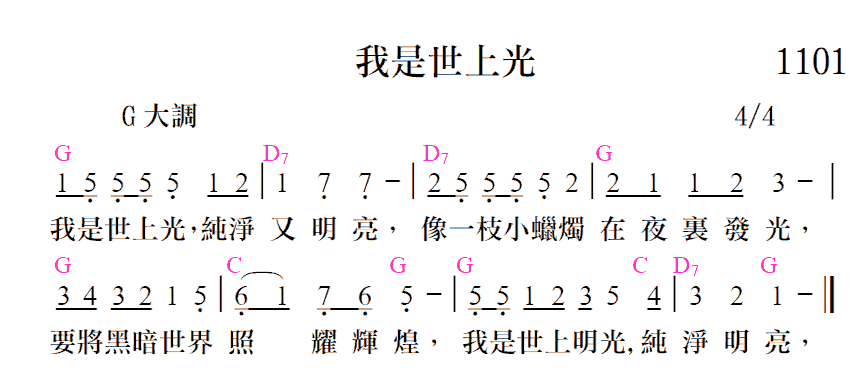 我是世上光 1101
G 大調 4/4
G D7 D7 G
1 5 5 5 5 1 2 | 1 7 7 – | 2 5 5 5 5 2 | 2 1 1 2 3 – |
我是世上光，純淨又明亮， 像一枝小蠟燭在夜裏發光，
G C G G C D7 G
3 4 3 2 1 5 | 6 1 7 6 5 – | 5 5 1 2 3 5 4 | 3 2 1 – ||
要將黑暗世界照 耀輝煌， 我是世上明光,純淨明亮，